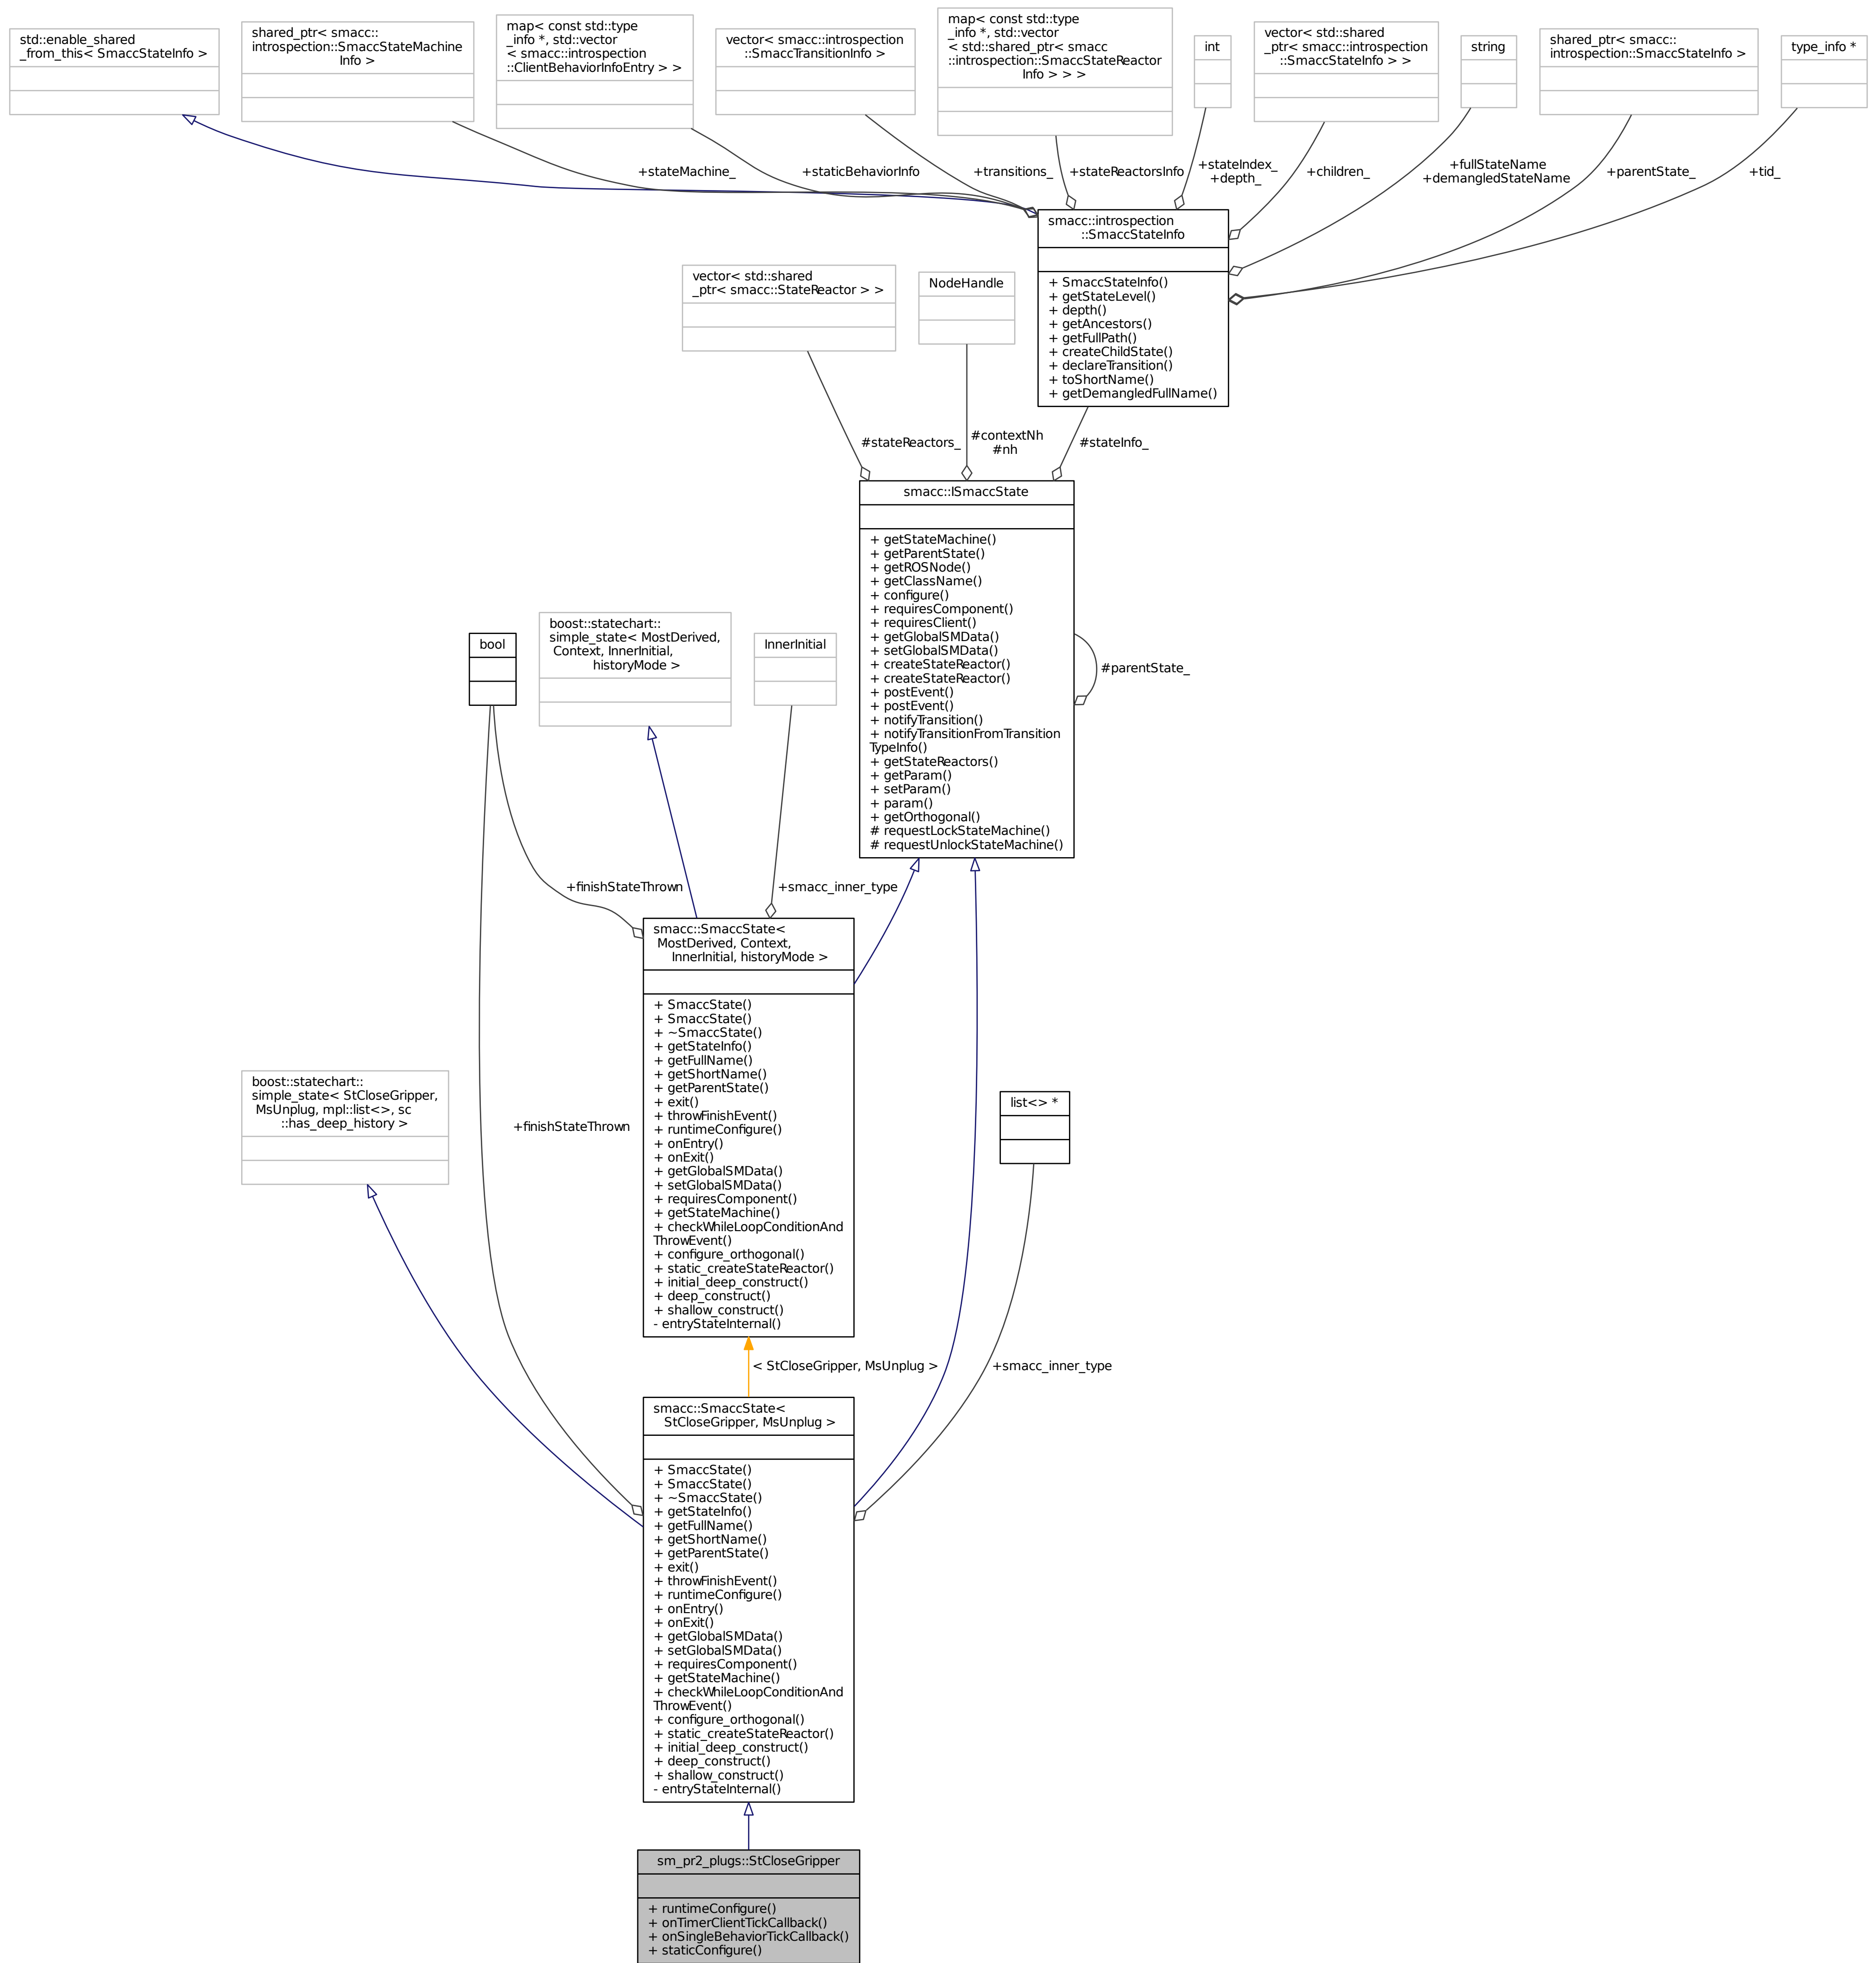 std::enable_shared
_from_this< SmaccStateInfo >
shared_ptr< smacc::
introspection::SmaccStateMachine
Info >
map< const std::type
_info *, std::vector
< smacc::introspection
::ClientBehaviorInfoEntry > >
vector< smacc::introspection
::SmaccTransitionInfo >
map< const std::type
_info *, std::vector
< std::shared_ptr< smacc
::introspection::SmaccStateReactor
Info > > >
int
vector< std::shared
_ptr< smacc::introspection
::SmaccStateInfo > >
string
shared_ptr< smacc::
introspection::SmaccStateInfo >
type_info *
+stateMachine_
+staticBehaviorInfo
+transitions_
+stateReactorsInfo
+stateIndex_
+depth_
+children_
+fullStateName
+demangledStateName
+parentState_
+tid_
smacc::introspection
::SmaccStateInfo
+ SmaccStateInfo()
+ getStateLevel()
+ depth()
+ getAncestors()
+ getFullPath()
+ createChildState()
+ declareTransition()
+ toShortName()
+ getDemangledFullName()
vector< std::shared
_ptr< smacc::StateReactor > >
NodeHandle
#stateReactors_
#contextNh
#nh
#stateInfo_
smacc::ISmaccState
+ getStateMachine()
+ getParentState()
+ getROSNode()
+ getClassName()
+ configure()
+ requiresComponent()
+ requiresClient()
+ getGlobalSMData()
+ setGlobalSMData()
+ createStateReactor()
+ createStateReactor()
+ postEvent()
+ postEvent()
+ notifyTransition()
+ notifyTransitionFromTransition
TypeInfo()
+ getStateReactors()
+ getParam()
+ setParam()
+ param()
+ getOrthogonal()
# requestLockStateMachine()
# requestUnlockStateMachine()
#parentState_
bool
boost::statechart::
simple_state< MostDerived,
Context, InnerInitial,
historyMode >
InnerInitial
+finishStateThrown
+smacc_inner_type
smacc::SmaccState<
MostDerived, Context,
InnerInitial, historyMode >
+ SmaccState()
+ SmaccState()
+ ~SmaccState()
+ getStateInfo()
+ getFullName()
+ getShortName()
+ getParentState()
+ exit()
+ throwFinishEvent()
+ runtimeConfigure()
+ onEntry()
+ onExit()
+ getGlobalSMData()
+ setGlobalSMData()
+ requiresComponent()
+ getStateMachine()
+ checkWhileLoopConditionAnd
ThrowEvent()
+ configure_orthogonal()
+ static_createStateReactor()
+ initial_deep_construct()
+ deep_construct()
+ shallow_construct()
- entryStateInternal()
boost::statechart::
simple_state< StCloseGripper,
MsUnplug, mpl::list<>, sc
::has_deep_history >
+finishStateThrown
list<> *
< StCloseGripper, MsUnplug >
+smacc_inner_type
smacc::SmaccState<
StCloseGripper, MsUnplug >
+ SmaccState()
+ SmaccState()
+ ~SmaccState()
+ getStateInfo()
+ getFullName()
+ getShortName()
+ getParentState()
+ exit()
+ throwFinishEvent()
+ runtimeConfigure()
+ onEntry()
+ onExit()
+ getGlobalSMData()
+ setGlobalSMData()
+ requiresComponent()
+ getStateMachine()
+ checkWhileLoopConditionAnd
ThrowEvent()
+ configure_orthogonal()
+ static_createStateReactor()
+ initial_deep_construct()
+ deep_construct()
+ shallow_construct()
- entryStateInternal()
sm_pr2_plugs::StCloseGripper
+ runtimeConfigure()
+ onTimerClientTickCallback()
+ onSingleBehaviorTickCallback()
+ staticConfigure()